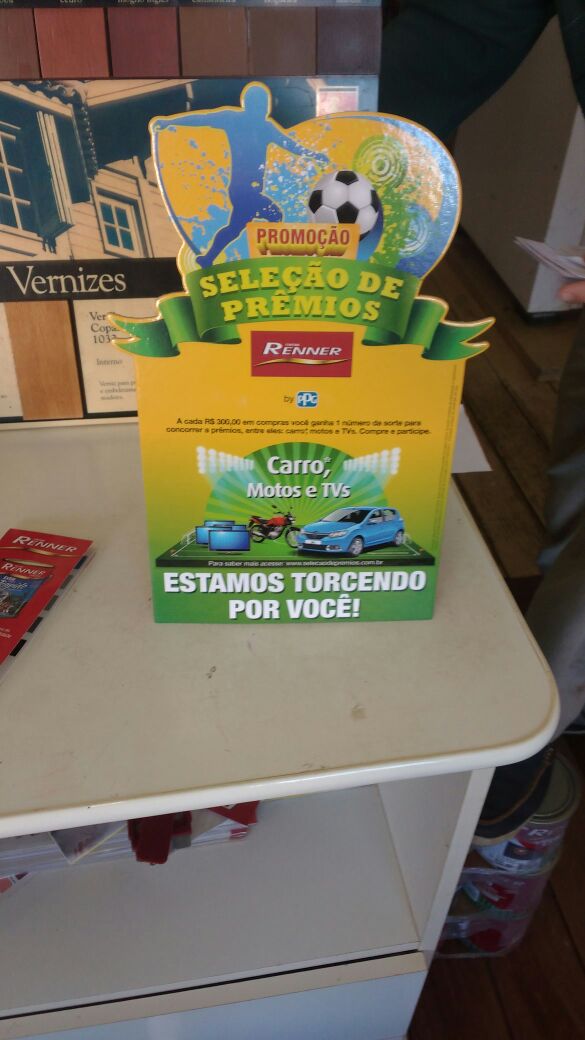 Vernizes
Interno
PROMOÇÃO
SELEÇÃO DE
PRÊMIOS
RENNER
by PPG
A cada R$ 300,00 em compras você ganha 1 número da sorte para
concorrer a prêmios, entre eles: carro*, motos e TVs. Compre e participe.
Carro*,
Motos e TVs
Para saber mais acesse: www.selecaodepremios.com.br
ESTAMOS TORCENDO
POR VOCÊ!
RENNER
RENNER